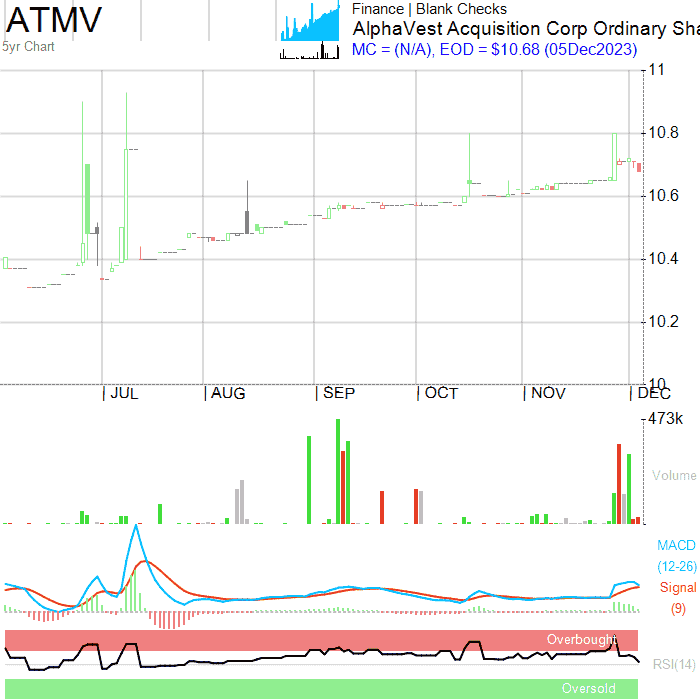 ATMV
5yr Chart
Finance | Blank Checks
AlphaVest Acquisition Corp Ordinary Sha
MC = (N/A), EOD = $10.68 (05Dec2023)
11
10.8
10.6
10.4
10.2
10
| JUL | AUG | SEP | OCT | NOV | DEC
473k
Volume
MACD
(12-26)
Signal
(9)
Overbought
RSI(14)
Oversold